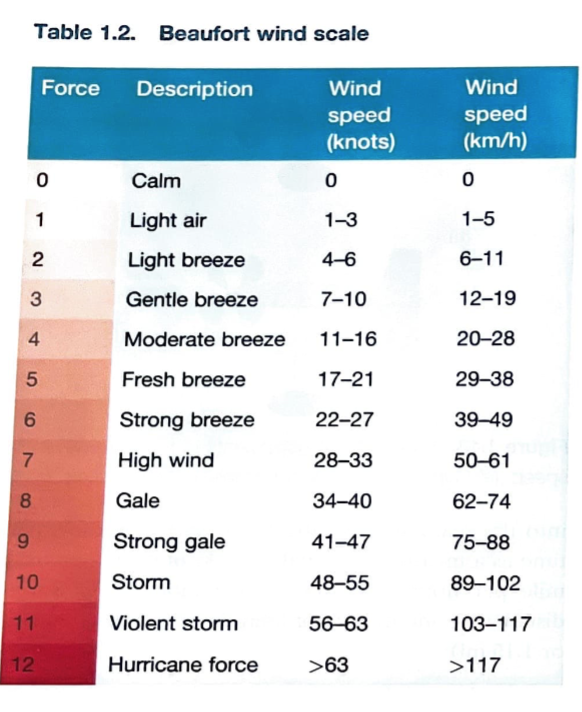 Table 1.2. Beaufort wind scale
Force Description Wind speed (knots) Wind speed (km/h)
0 Calm 0 0
1 Light air 1–3 1–5
2 Light breeze 4–6 6–11
3 Gentle breeze 7–10 12–19
4 Moderate breeze 11–16 20–28
5 Fresh breeze 17–21 29–38
6 Strong breeze 22–27 39–49
7 High wind 28–33 50–61
8 Gale 34–40 62–74
9 Strong gale 41–47 75–88
10 Storm 48–55 89–102
11 Violent storm 56–63 103–117
12 Hurricane force >63 >117